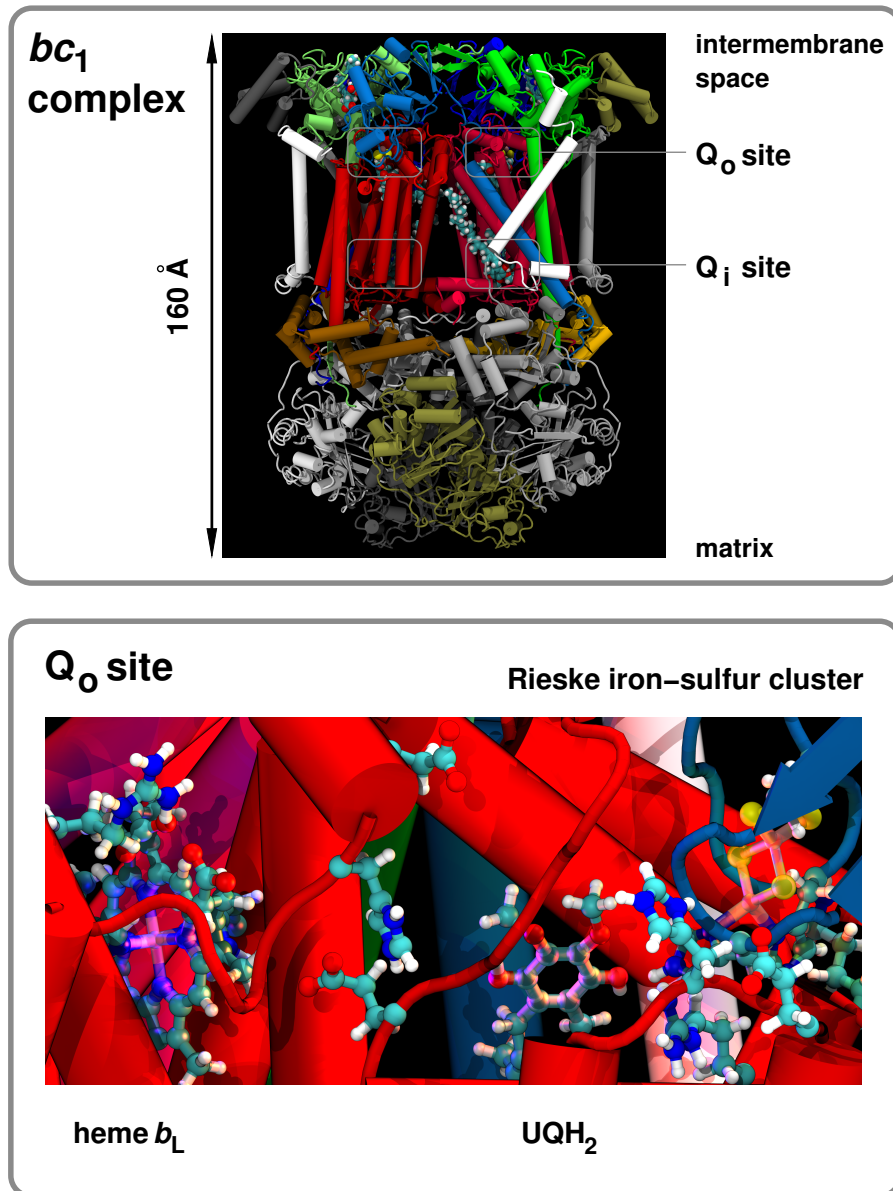 bc1
complex
intermembrane
space
Qo site
Qi site
160 Å
matrix
Qo site
Rieske iron−sulfur cluster
heme bL
UQH2